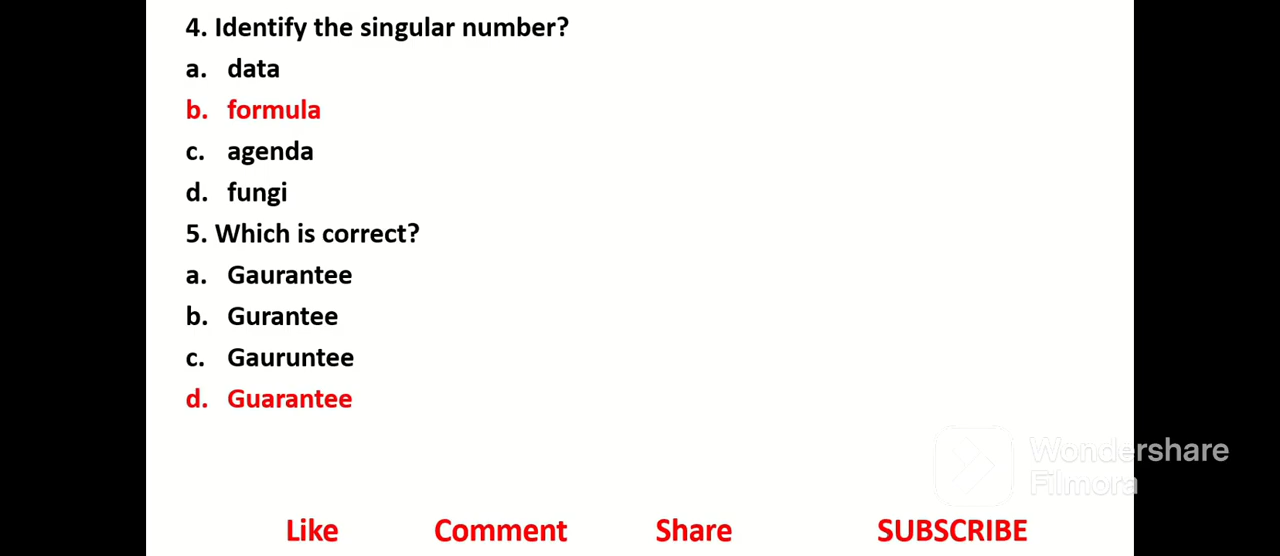 4. Identify the singular number?
a. data
b. formula
c. agenda
d. fungi
5. Which is correct?
a. Gaurantee
b. Gurantee
c. Gauruntee
d. Guarantee
Wondershare
Filmora
Like Comment Share SUBSCRIBE